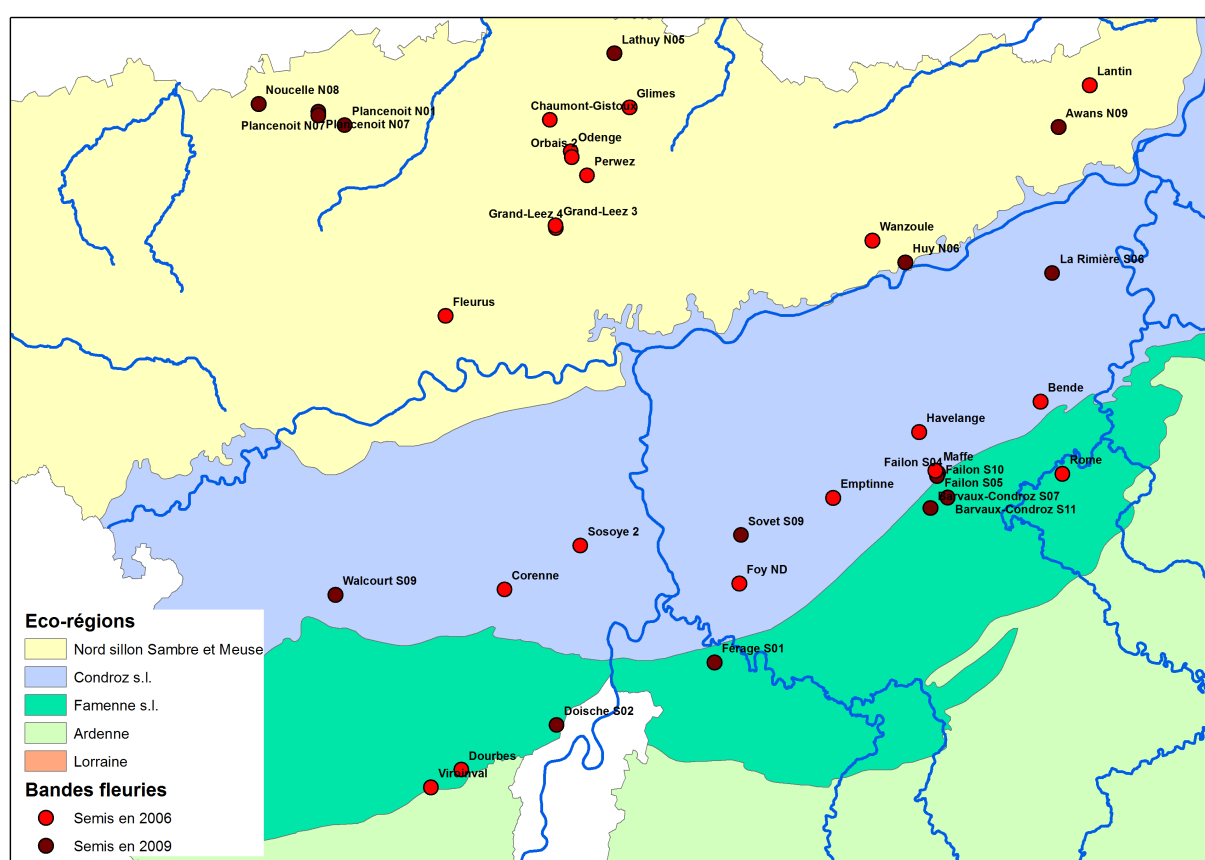 Lathuy N05
Lantin
Noucelle N08
Glimes
Chaumont-Gistoux
Plancenoit N01
Awans N09
Plancenoit N07
Plancenoit N07
Orbais 2
Odenge
Perwez
Grand-Leez 4
Grand-Leez 3
Wanzoule
Huy N06
La Rimière S06
Fleurus
Bende
Havelange
Maffe
Failon S04
Rome
Failon S10
Failon S05
Emptinne
Barvaux-Condroz S07
Barvaux-Condroz S11
Sovet S09
Sosoye 2
Foy ND
Corenne
Walcourt S09
Férage S01
Doische S02
Dourbes
Viroinval
Eco-régions
Nord sillon Sambre et Meuse
Condroz s.l.
Famenne s.l.
Ardenne
Lorraine
Bandes fleuries
Semis en 2006
Semis en 2009